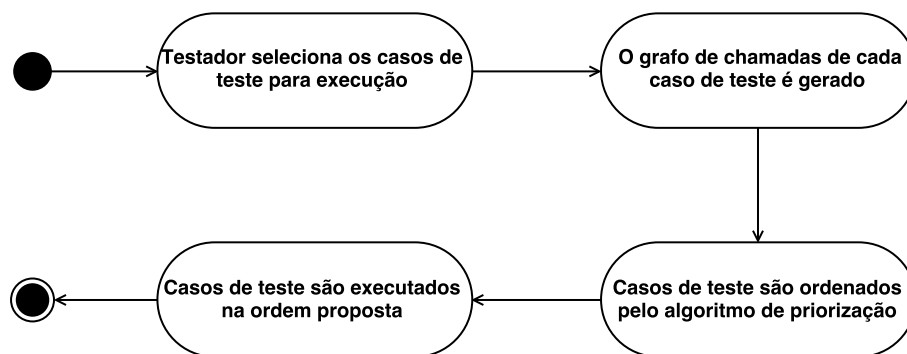 Testador seleciona os casos de
teste para execução
O grafo de chamadas de cada
caso de teste é gerado
Casos de teste são executados
na ordem proposta
Casos de teste são ordenados
pelo algoritmo de priorização